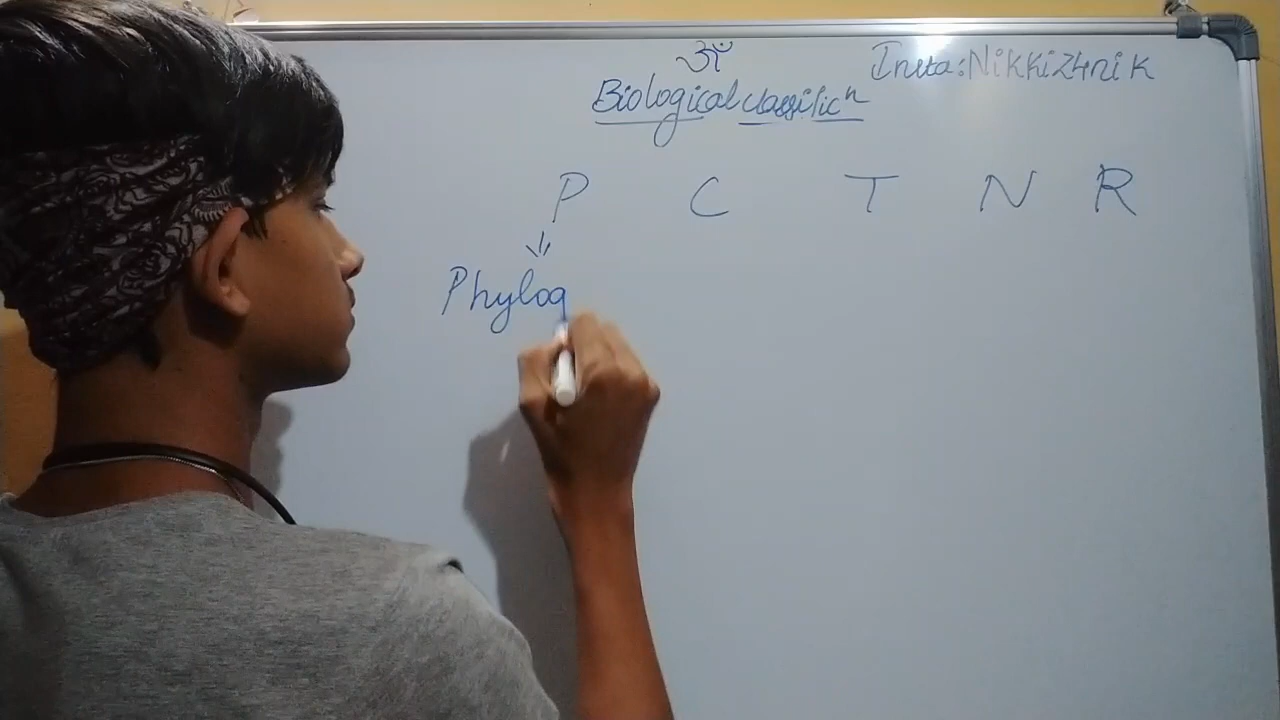 ॐ
Insta: Nikki24nik
Biological classificⁿ
P C T N R
Phylog